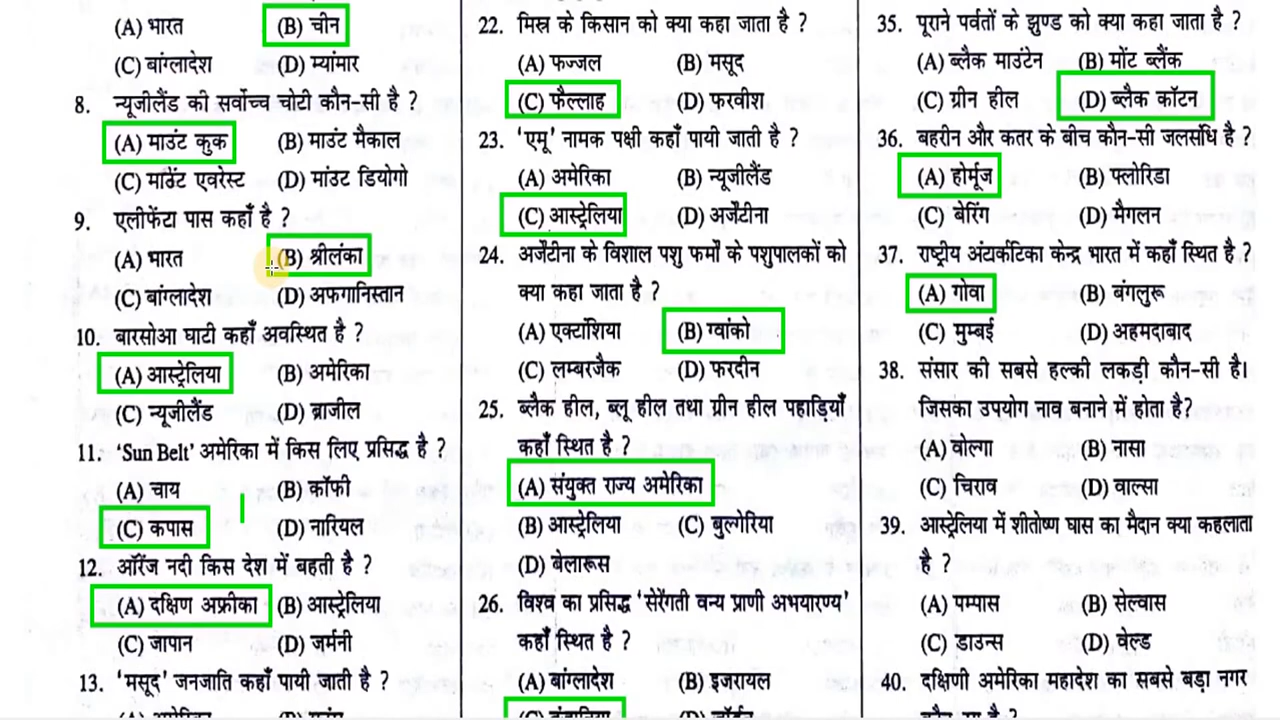 (A) भारत (B) चीन
(C) बांग्लादेश (D) म्यांमार
8. न्यूजीलैंड की सर्वोच्च चोटी कौन-सी है ?
(A) माउंट कुक (B) माउंट मैकाल
(C) मांउट एवरेस्ट (D) मांउट डियोगो
9. एलीफेंटा पास कहाँ है ?
(A) भारत (B) श्रीलंका
(C) बांग्लादेश (D) अफगानिस्तान
10. बारसोआ घाटी कहाँ अवस्थित है ?
(A) आस्ट्रेलिया (B) अमेरिका
(C) न्यूजीलैंड (D) ब्राजील
11. 'Sun Belt' अमेरिका में किस लिए प्रसिद्ध है ?
(A) चाय (B) कॉफी
(C) कपास (D) नारियल
12. ऑरेंज नदी किस देश में बहती है ?
(A) दक्षिण अफ्रीका (B) आस्ट्रेलिया
(C) जापान (D) जर्मनी
13. 'मसूद' जनजाति कहाँ पायी जाती है ?
22. मिस्र के किसान को क्या कहा जाता है ?
(A) फज्जल (B) मसूद
(C) फैल्लाह (D) फरवीश
23. 'एमू' नामक पक्षी कहाँ पायी जाती है ?
(A) अमेरिका (B) न्यूजीलैंड
(C) आस्ट्रेलिया (D) अर्जेंटीना
24. अर्जेंटीना के विशाल पशु फर्मों के पशुपालकों को
क्या कहा जाता है ?
(A) एक्टांशिया (B) ग्वांको
(C) लम्बरजैक (D) फरदीन
25. ब्लैक हील, ब्लू हील तथा ग्रीन हील पहाड़ियाँ
कहाँ स्थित है ?
(A) संयुक्त राज्य अमेरिका
(B) आस्ट्रेलिया (C) बुल्गेरिया
(D) बेलारूस
26. विश्व का प्रसिद्ध 'सेरेंगती वन्य प्राणी अभयारण्य'
कहाँ स्थित है ?
(A) बांग्लादेश (B) इजरायल
35. पूराने पर्वतों के झुण्ड को क्या कहा जाता है ?
(A) ब्लैक माउंटेन (B) मोंट ब्लैंक
(C) ग्रीन हील (D) ब्लैक कॉटन
36. बहरीन और कतर के बीच कौन-सी जलसंधि है ?
(A) होर्मूज (B) फ्लोरिडा
(C) बेरिंग (D) मैगलन
37. राष्ट्रीय अंटार्कटिका केन्द्र भारत में कहाँ स्थित है ?
(A) गोवा (B) बंगलुरू
(C) मुम्बई (D) अहमदाबाद
38. संसार की सबसे हल्की लकड़ी कौन-सी है।
जिसका उपयोग नाव बनाने में होता है?
(A) वोल्गा (B) नासा
(C) चिराव (D) वाल्सा
39. आस्ट्रेलिया में शीतोष्ण घास का मैदान क्या कहलाता
है ?
(A) पम्पास (B) सेल्वास
(C) डाउन्स (D) वेल्ड
40. दक्षिणी अमेरिका महादेश का सबसे बड़ा नगर